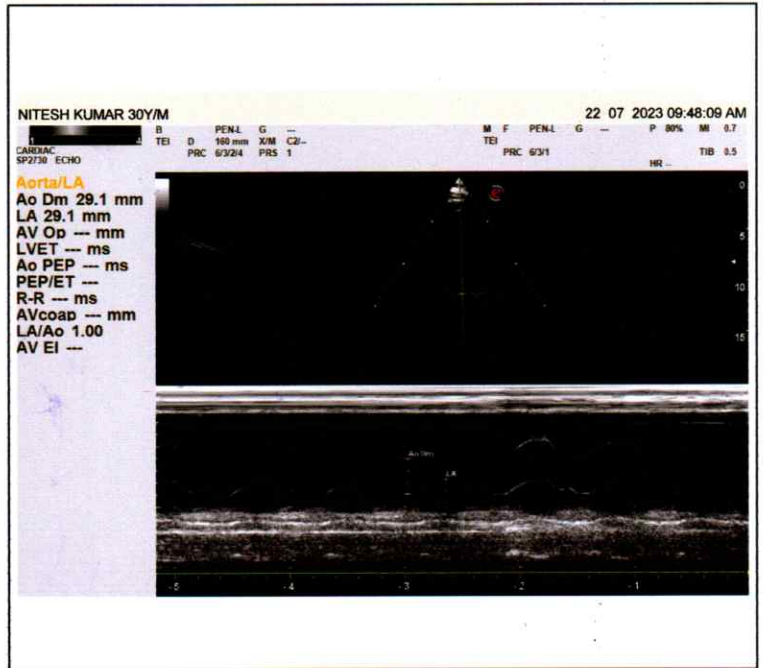 NITESH KUMAR 30Y/M 22 07 2023 09:48:09 AM
B PEN-L G --- M F PEN-L G --- P 80% MI 0.7
TEI D 160 mm X/M C2/-- TEI
PRC 6/3/2/4 PRS 1 PRC 6/3/1 TIB 0.5
1 4
CARDIAC
SP2730 ECHO
HR --
Aorta/LA
Ao Dm 29.1 mm
LA 29.1 mm
AV Op --- mm
LVET --- ms
Ao PEP --- ms
PEP/ET ---
R-R --- ms
AVcoap --- mm
LA/Ao 1.00
AV EI ---
0
5
10
15
Ao Dm
LA
-5 -4 -3 -2 -1